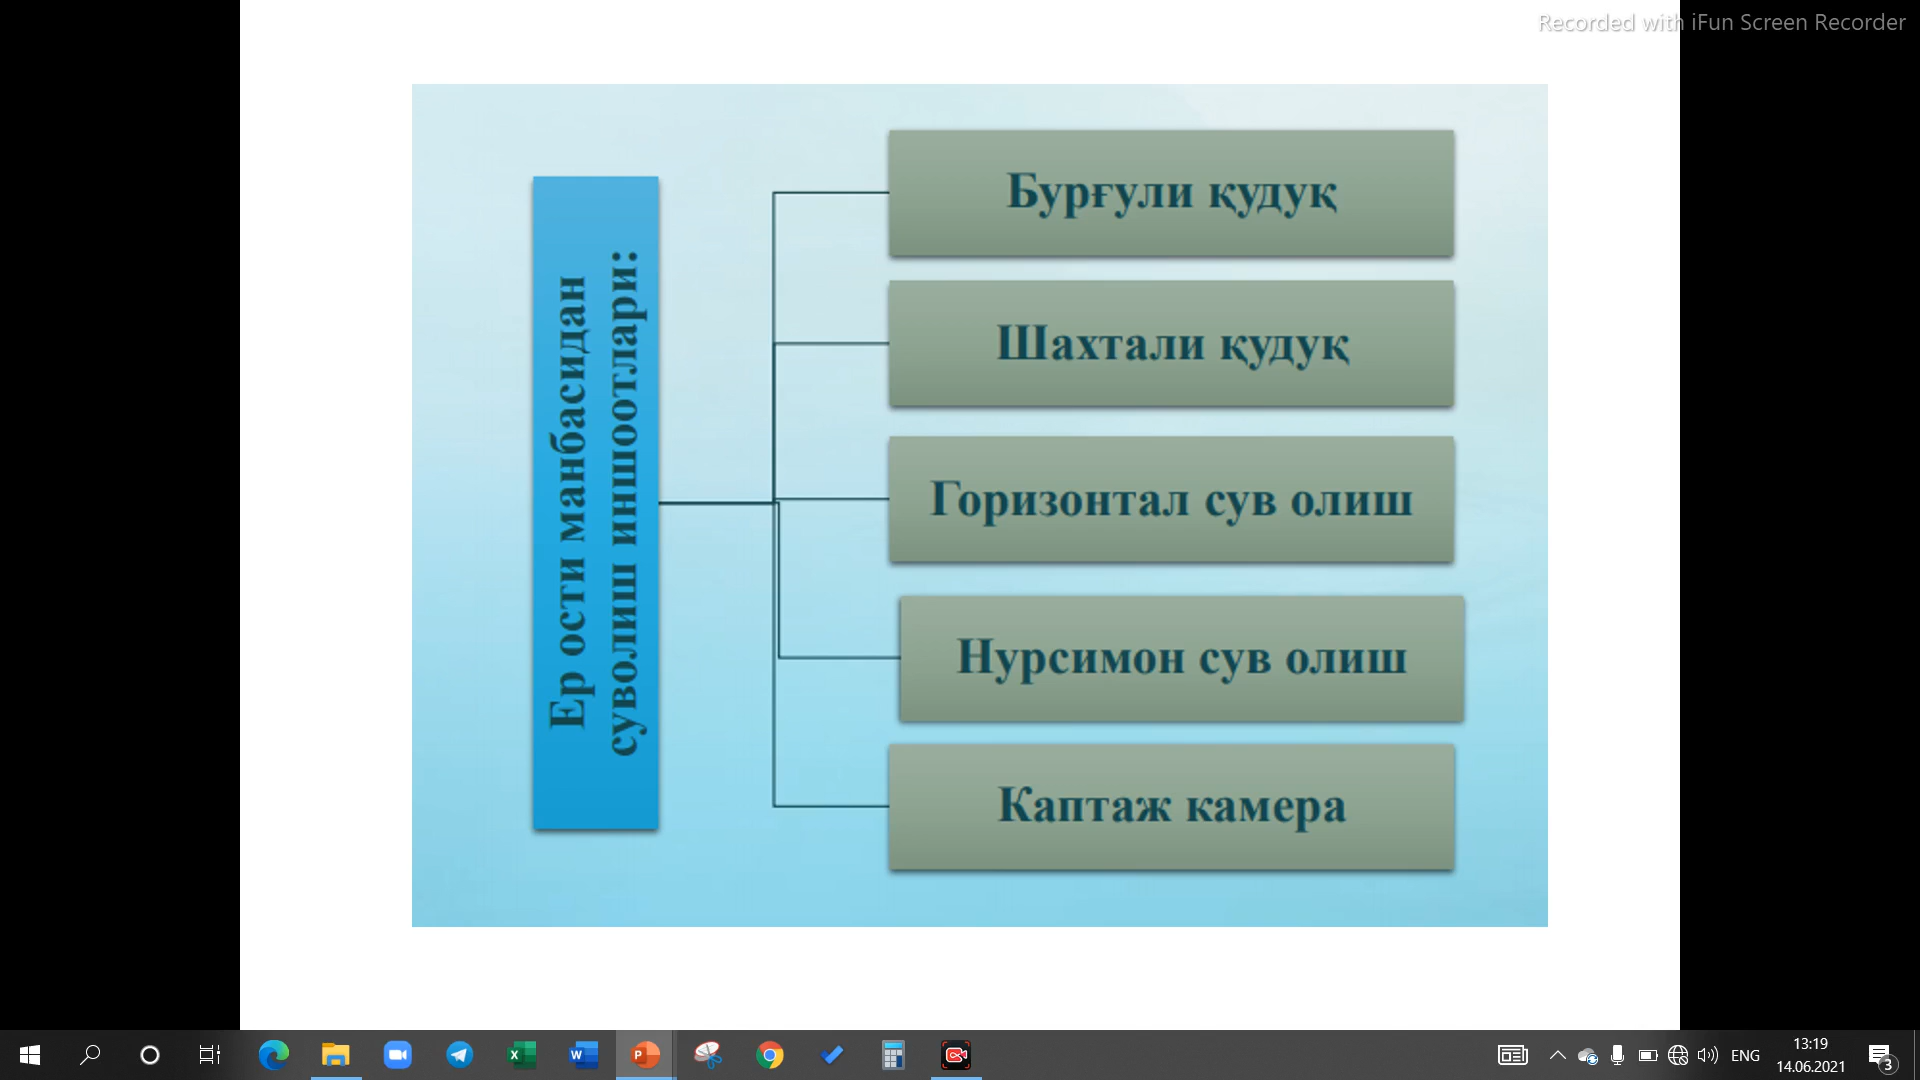 Recorded with iFun Screen Recorder
Ер ости манбасидан
суволиш иншоотлари:
Бурғули қудуқ
Шахтали қудуқ
Горизонтал сув олиш
Нурсимон сув олиш
Каптаж камера
ENG
13:19
14.06.2021
3